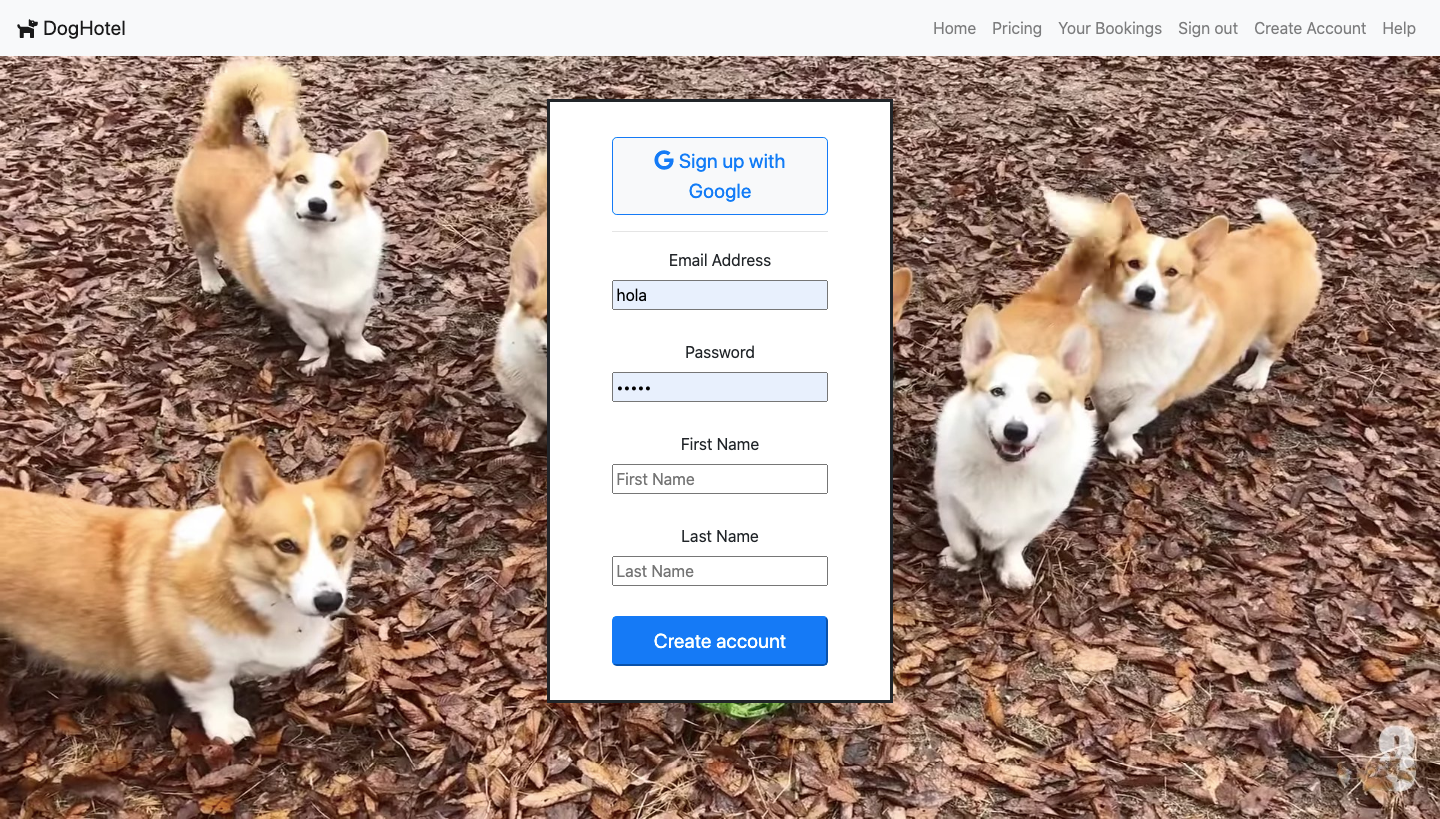 DogHotel
Home Pricing Your Bookings Sign out Create Account Help
Sign up with
Google
Email Address
hola
Password
•••••
First Name
First Name
Last Name
Last Name
Create account